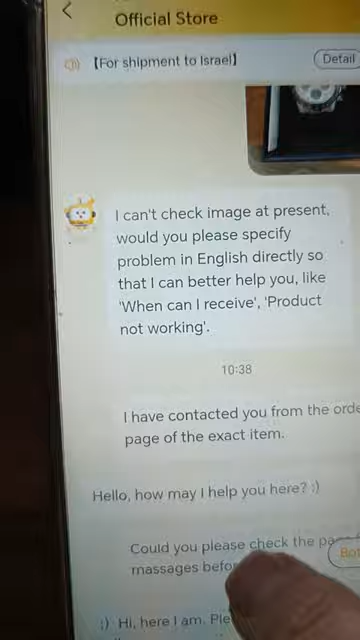 Official Store
【For shipment to Israel】
Detail
I can't check image at present,
would you please specify
problem in English directly so
that I can better help you, like
'When can I receive', 'Product
not working'.
10:38
I have contacted you from the orde
page of the exact item.
Hello, how may I help you here? :)
Could you please check the
massages
Bot
:) Hi, here I am.